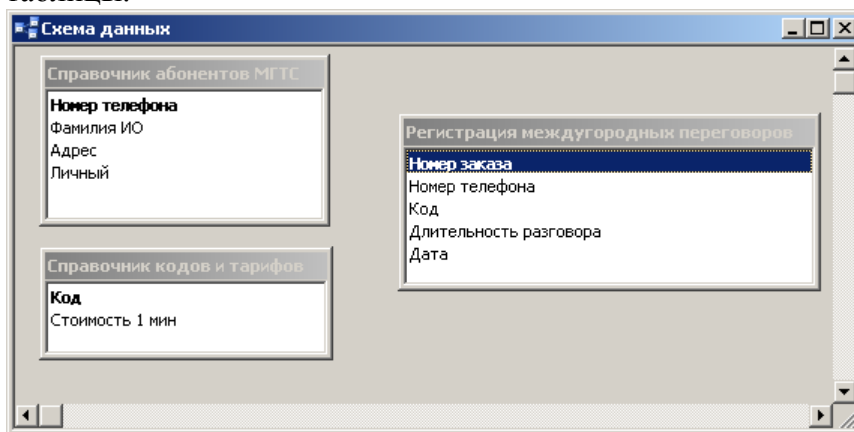 таблицы.
Схема данных
Справочник абонентов МГТС
Номер телефона
Фамилия ИО
Адрес
Личный
Регистрация междугородных переговоров
Номер заказа
Номер телефона
Код
Длительность разговора
Дата
Справочник кодов и тарифов
Код
Стоимость 1 мин